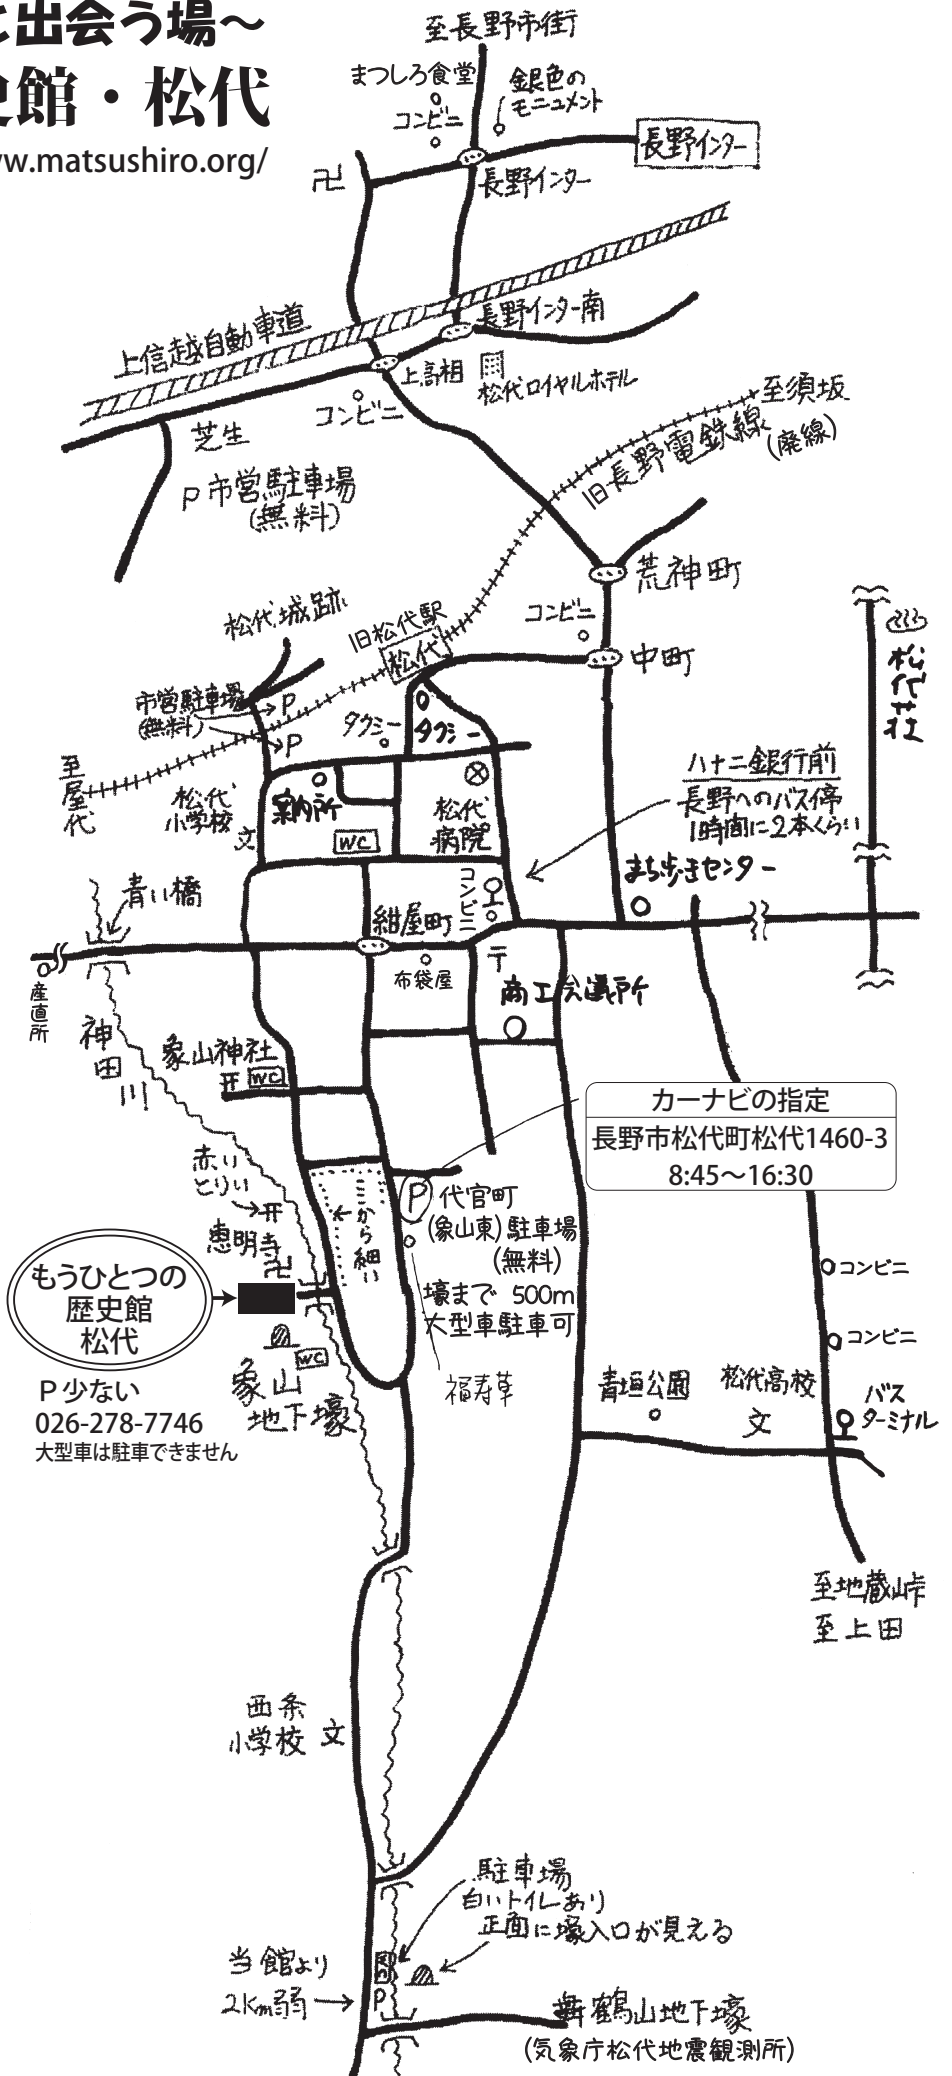 と出会う場〜
史館・松代
ww.matsushiro.org/
至長野市街
まつしろ食堂
銀色の
モニュメント
コンビニ
長野インター
卍
長野インター
上信越自動車道
長野インター南
上高相
松代ロイヤルホテル
コンビニ
至須坂
(廃線)
旧長野電鉄線
芝生
P 市営駐車場
(無料)
荒神町
松代城跡
旧松代駅
松代
コンビニ
中町
松代荘
市営駐車場
(無料)
P
P
タクシー
タクシー
至屋代
松代
小学校
文
案内所
WC
松代
病院
八十二銀行前
長野へのバス停
1時間に2本くらい
まち歩きセンター
コンビニ
青い橋
紺屋町
布袋屋
〒
産直所
商工会議所
神田川
象山神社
WC
カーナビの指定
長野市松代町松代1460-3
8:45〜16:30
赤い
とりい
恵明寺
卍
ここから細い
P
代官町
(象山東)駐車場
(無料)
壕まで 500m
大型車駐車可
もうひとつの
歴史館
松代
P 少ない
026-278-7746
大型車は駐車できません
WC
象山
地下壕
福寿草
コンビニ
コンビニ
青垣公園
松代高校
文
バス
ターミナル
至地蔵峠
至上田
西条
小学校
文
駐車場
白いトイレあり
正面に壕入口が見える
当館より
2Km弱
P
舞鶴山地下壕
(気象庁松代地震観測所)